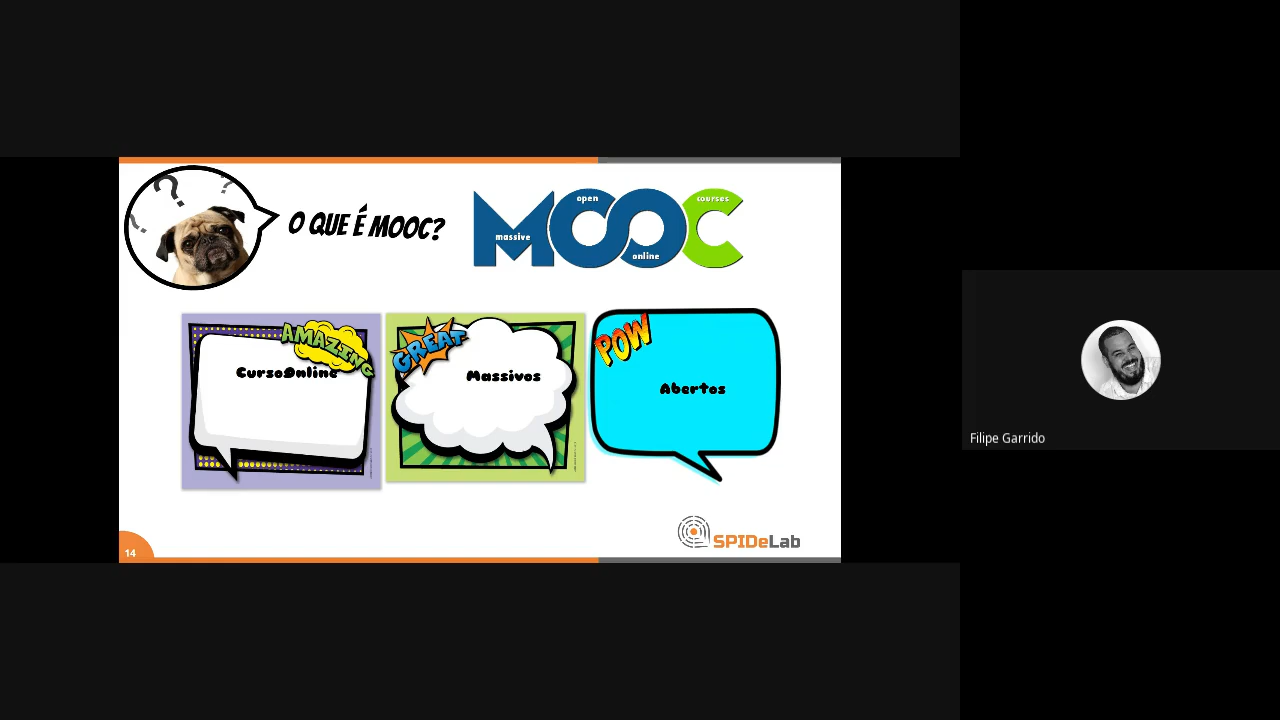 O QUE É MOOC?
massive
open
online
courses
AMAZING
CursoOnline
GREAT
Massivos
POW
Abertos
14
SPIDeLab
Filipe Garrido